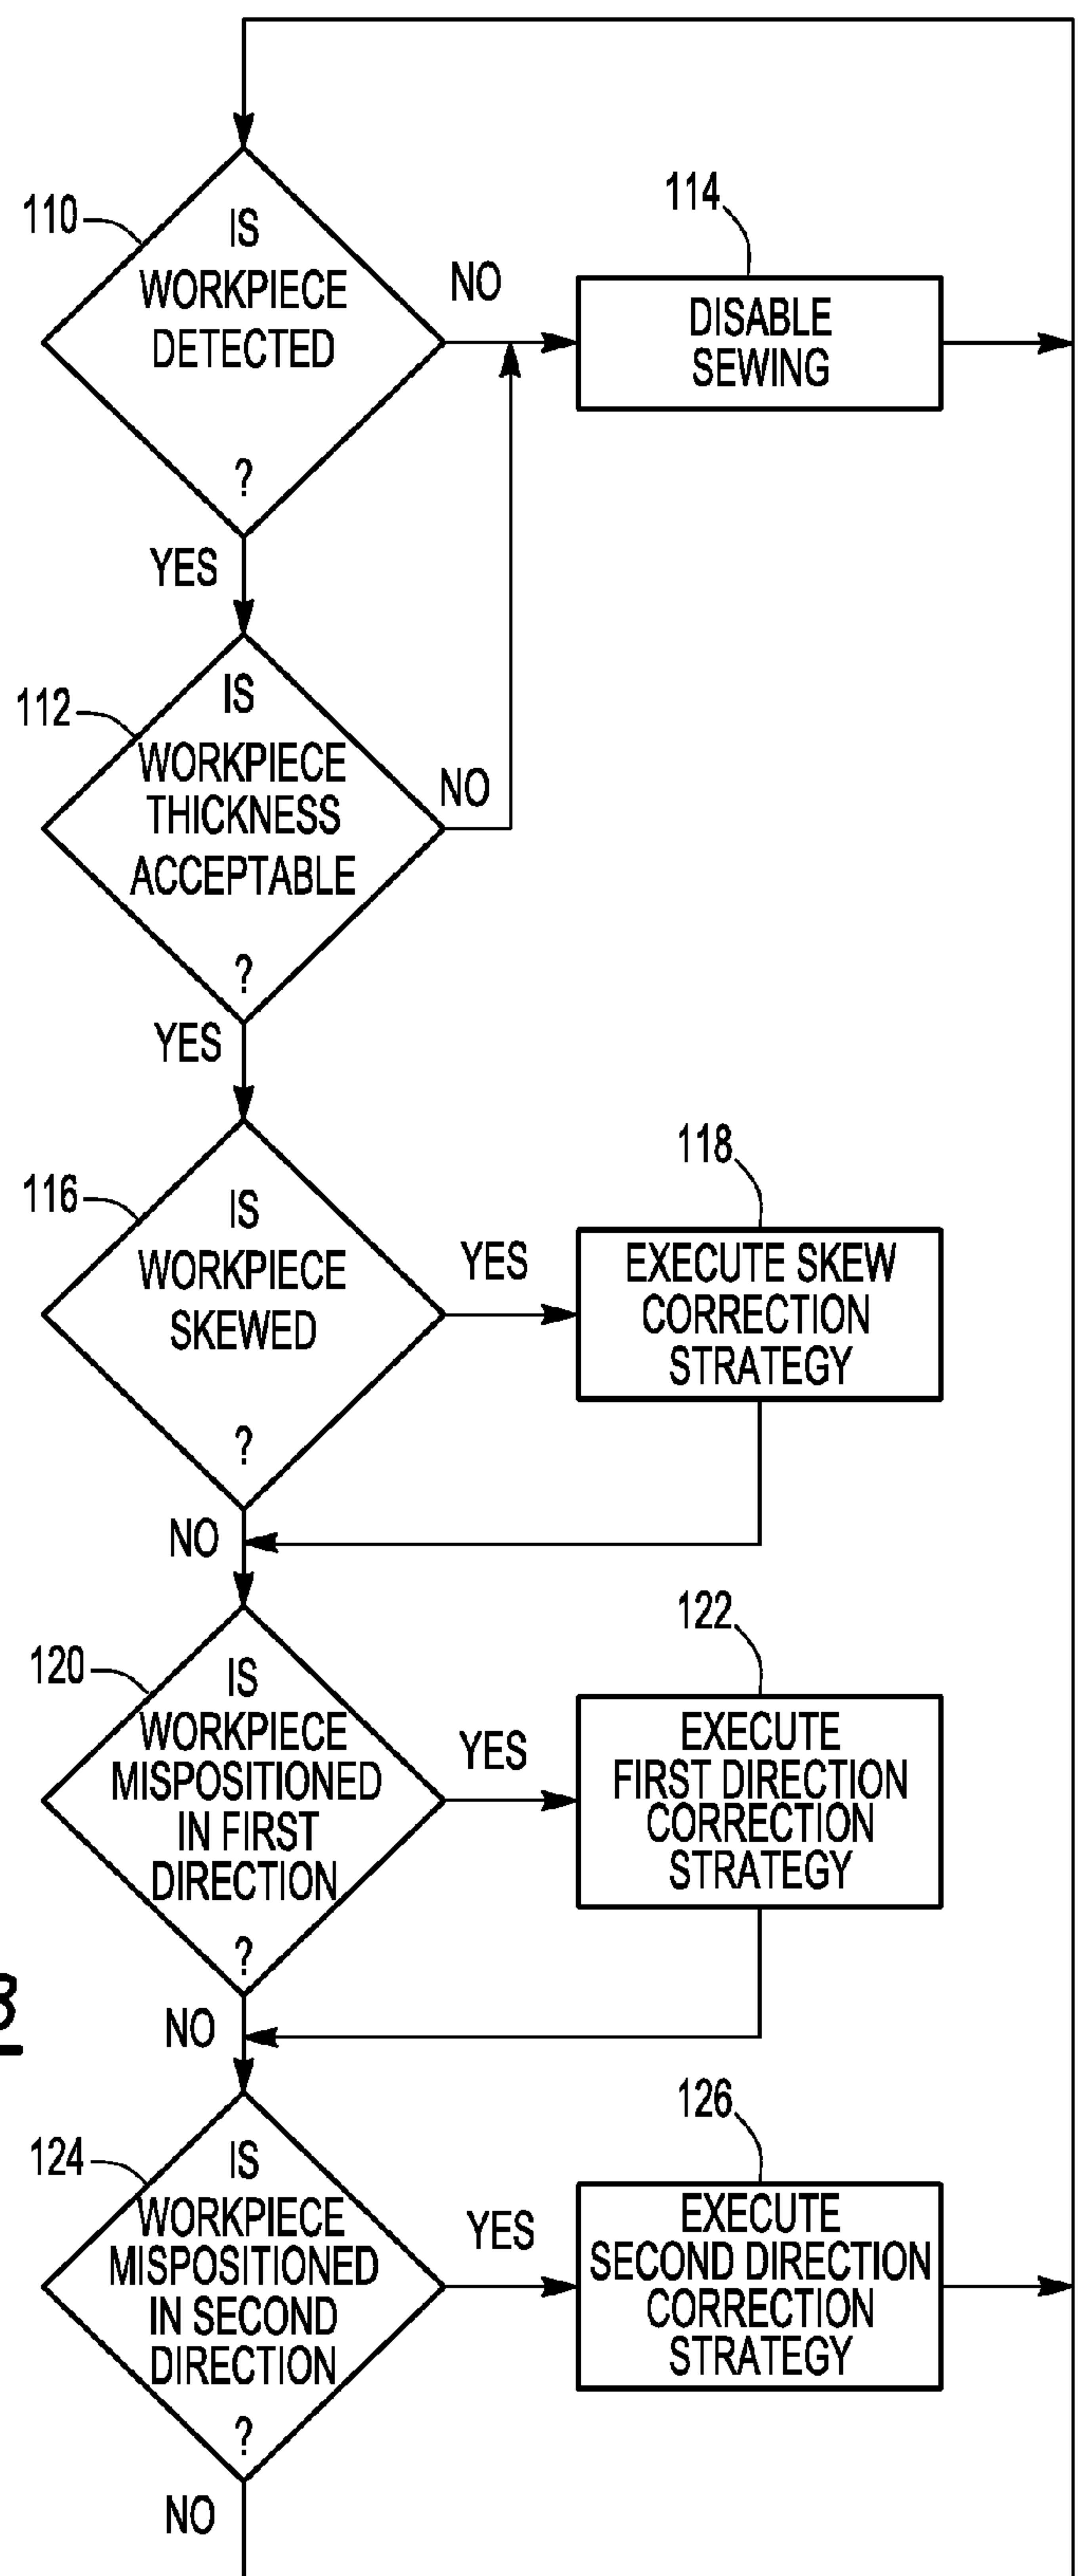 110
IS
WORKPIECE
DETECTED
?
NO
114
DISABLE
SEWING
YES
112
IS
WORKPIECE
THICKNESS
ACCEPTABLE
?
NO
YES
116
IS
WORKPIECE
SKEWED
?
YES
118
EXECUTE SKEW
CORRECTION
STRATEGY
NO
120
IS
WORKPIECE
MISPOSITIONED
IN FIRST
DIRECTION
?
YES
122
EXECUTE
FIRST DIRECTION
CORRECTION
STRATEGY
NO
124
IS
WORKPIECE
MISPOSITIONED
IN SECOND
DIRECTION
?
YES
126
EXECUTE
SECOND DIRECTION
CORRECTION
STRATEGY
NO